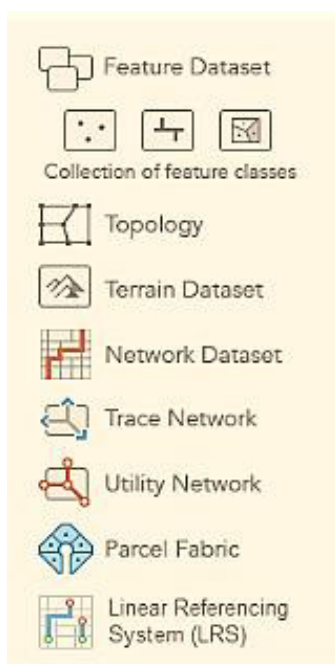 Feature Dataset
Collection of feature classes
Topology
Terrain Dataset
Network Dataset
Trace Network
Utility Network
Parcel Fabric
Linear Referencing
System (LRS)